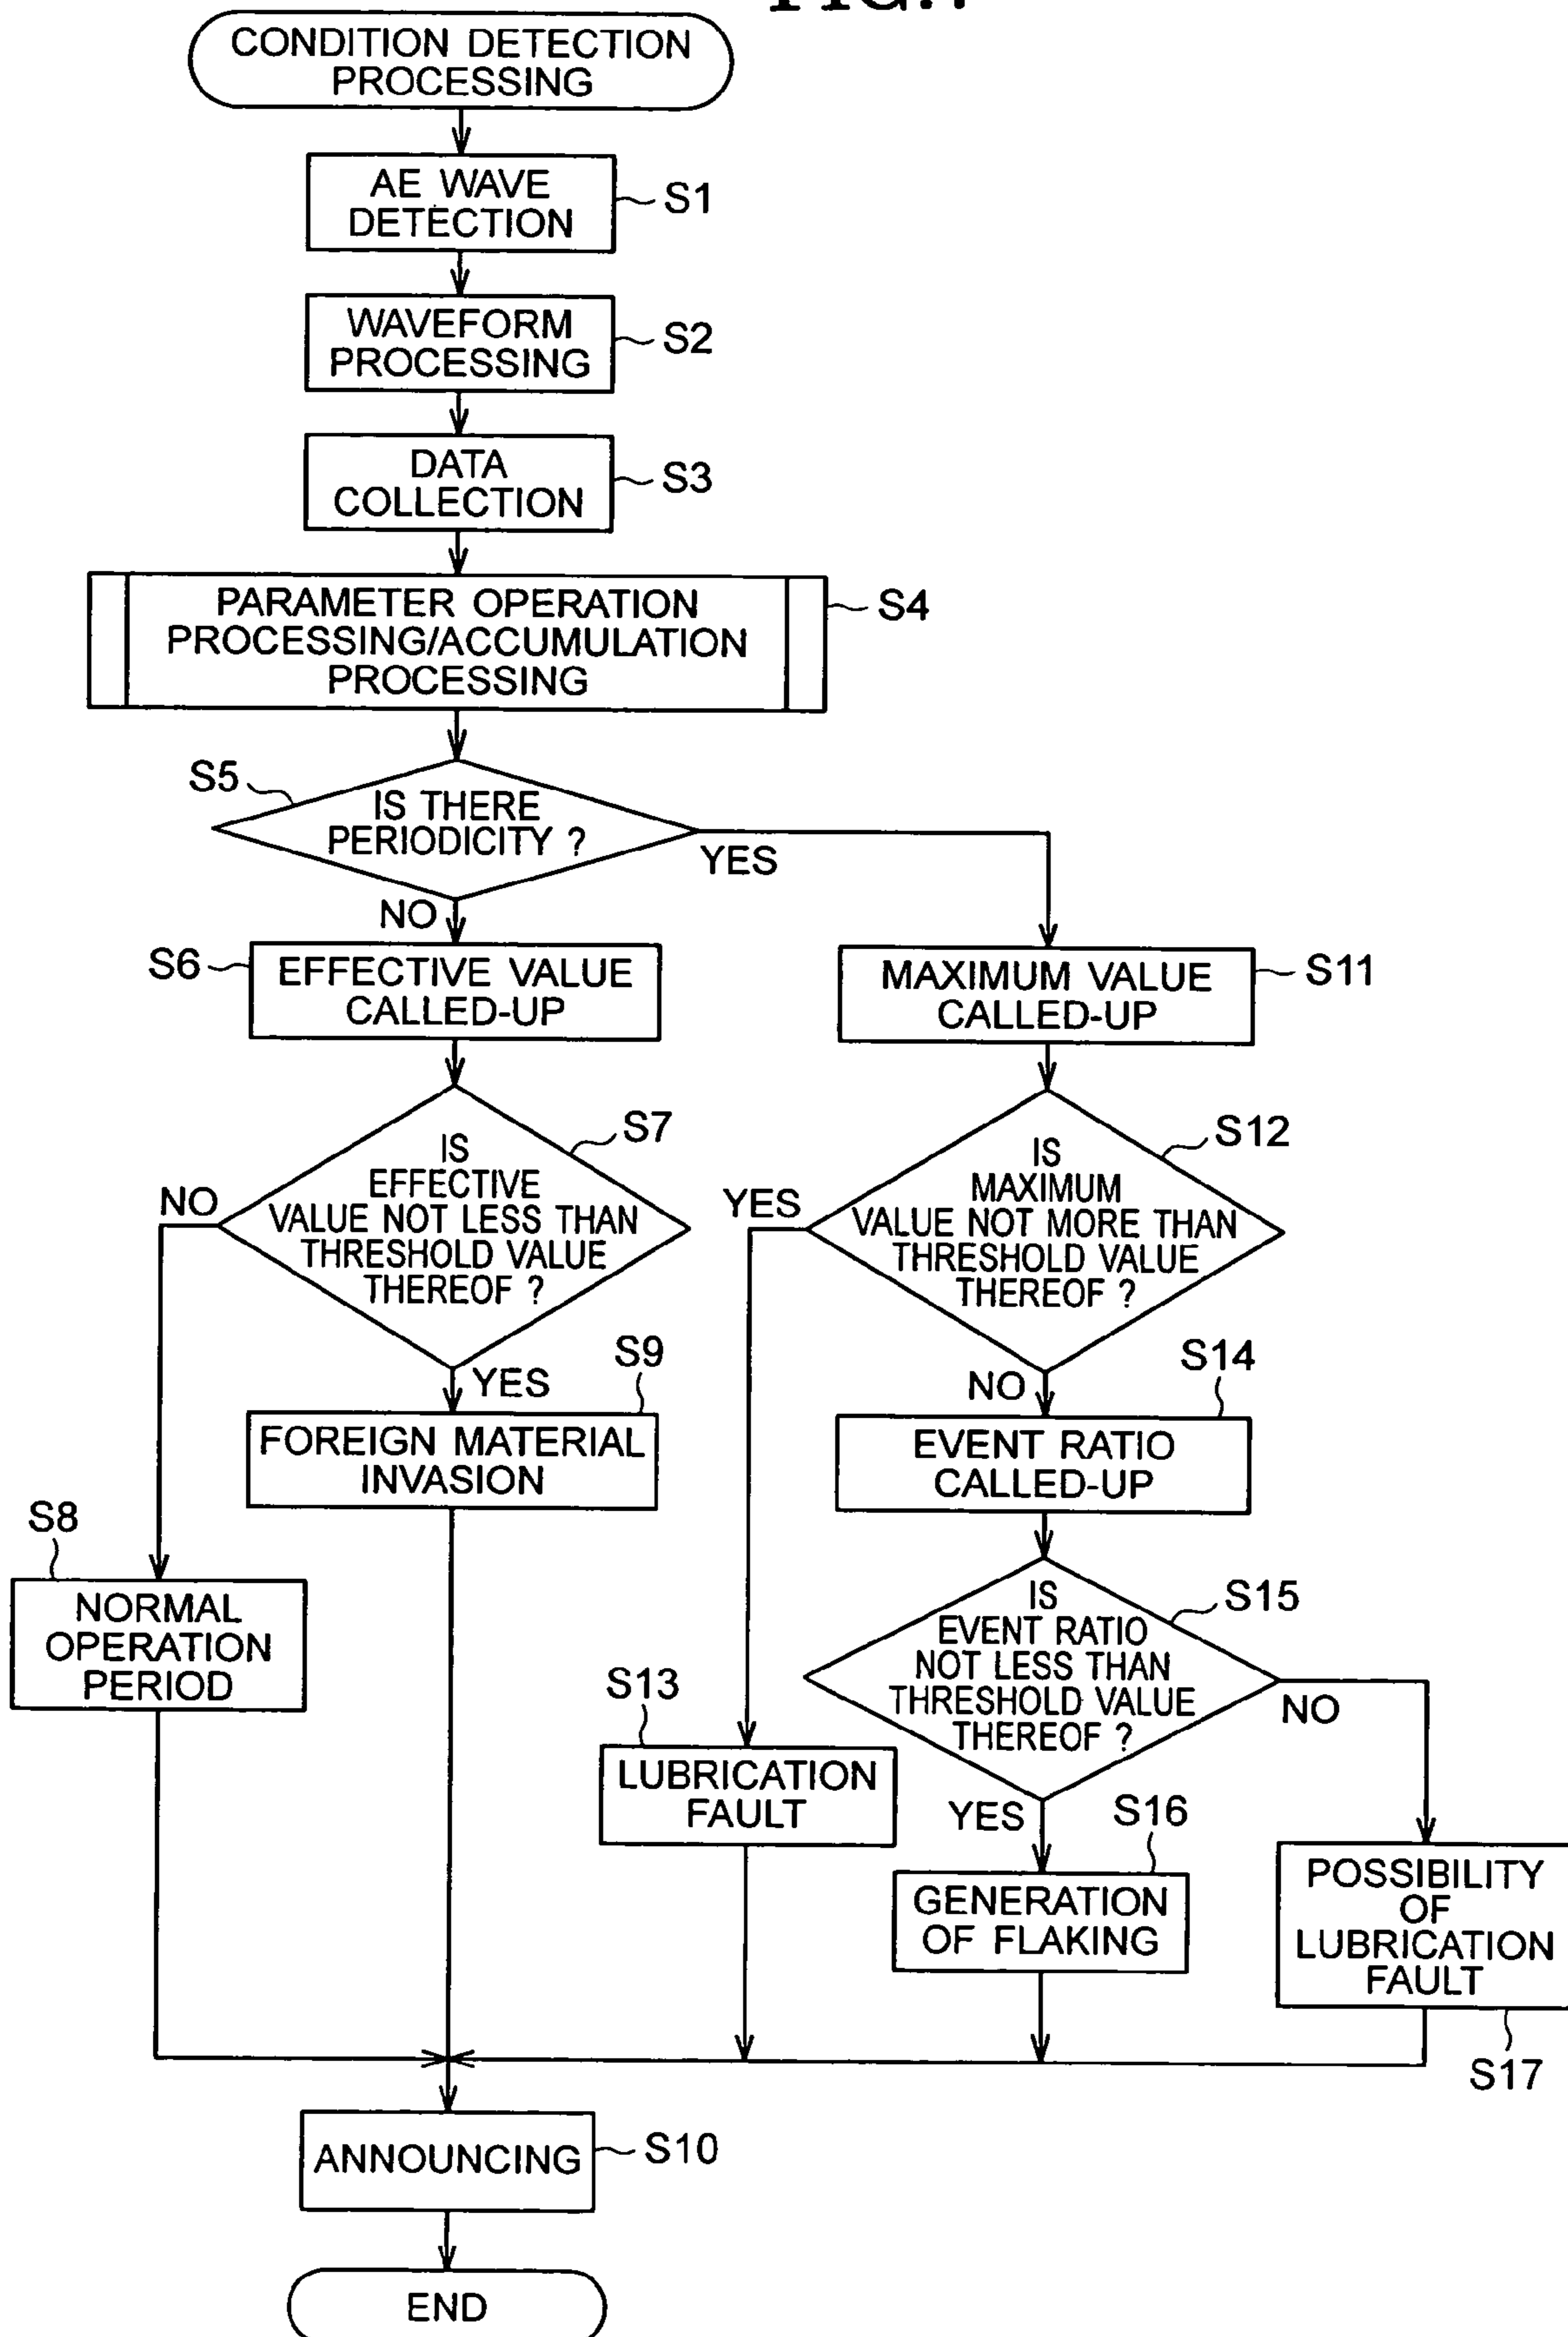 CONDITION DETECTION
PROCESSING
AE WAVE
DETECTION
S1
WAVEFORM
PROCESSING
S2
DATA
COLLECTION
S3
PARAMETER OPERATION
PROCESSING/ACCUMULATION
PROCESSING
S4
S5
IS THERE
PERIODICITY ?
YES
NO
S6
EFFECTIVE VALUE
CALLED-UP
MAXIMUM VALUE
CALLED-UP
S11
S7
IS
EFFECTIVE
VALUE NOT LESS THAN
THRESHOLD VALUE
THEREOF ?
NO
YES
S12
IS
MAXIMUM
VALUE NOT MORE THAN
THRESHOLD VALUE
THEREOF ?
YES
NO
S9
FOREIGN MATERIAL
INVASION
S14
EVENT RATIO
CALLED-UP
S8
NORMAL
OPERATION
PERIOD
S15
IS
EVENT RATIO
NOT LESS THAN
THRESHOLD VALUE
THEREOF ?
NO
YES
S13
LUBRICATION
FAULT
S16
GENERATION
OF FLAKING
POSSIBILITY
OF
LUBRICATION
FAULT
S17
ANNOUNCING
S10
END